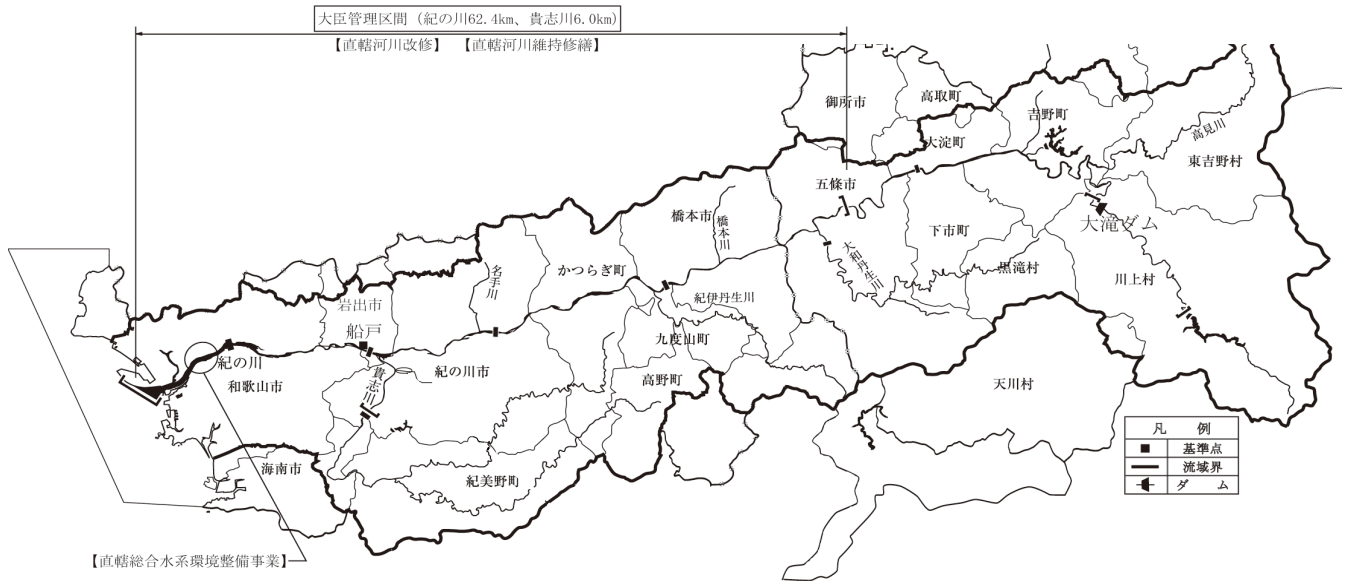 大臣管理区間（紀の川62.4km、貴志川6.0km）
【直轄河川改修】　【直轄河川維持修繕】
御所市
高取町
吉野町
高見川
大淀町
東吉野村
五條市
橋本市
橋本川
大滝ダム
下市町
大和丹生川
かつらぎ町
名手川
黒滝村
川上村
紀伊丹生川
岩出市
船戸
九度山町
紀の川
紀の川市
貴志川
和歌山市
高野町
天川村
海南市
紀美野町
凡　例
基準点
流域界
ダ　ム
【直轄総合水系環境整備事業】